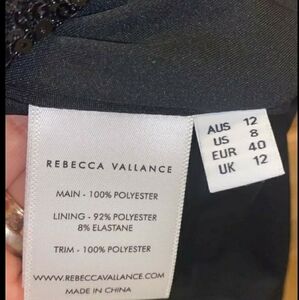 REBECCA VALLANCE
MAIN - 100% POLYESTER
LINING - 92% POLYESTER
8% ELASTANE
TRIM - 100% POLYESTER
WWW.REBECCAVALLANCE.COM
MADE IN CHINA
AUS 12
US 8
EUR 40
UK 12